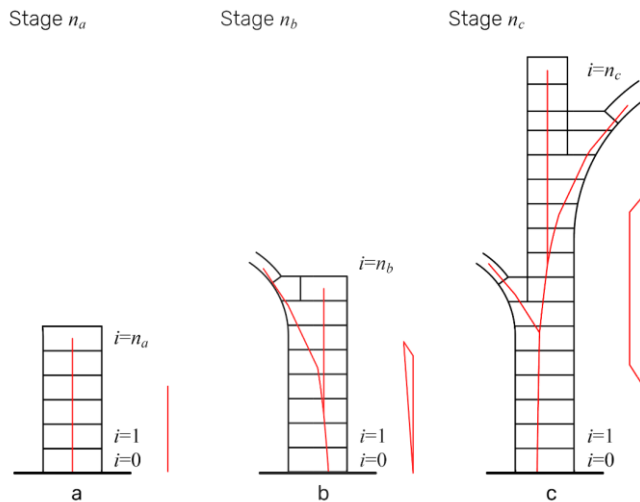 Stage n_a
Stage n_b
Stage n_c
i=n_c
i=n_b
i=n_a
i=1
i=0
i=1
i=0
i=1
i=0
a
b
c